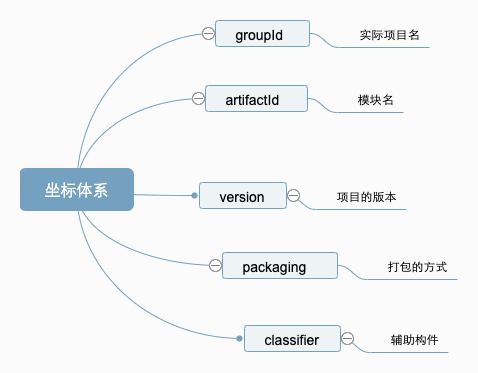 groupId
实际项目名
artifactId
模块名
坐标体系
version
项目的版本
packaging
打包的方式
classifier
辅助构件